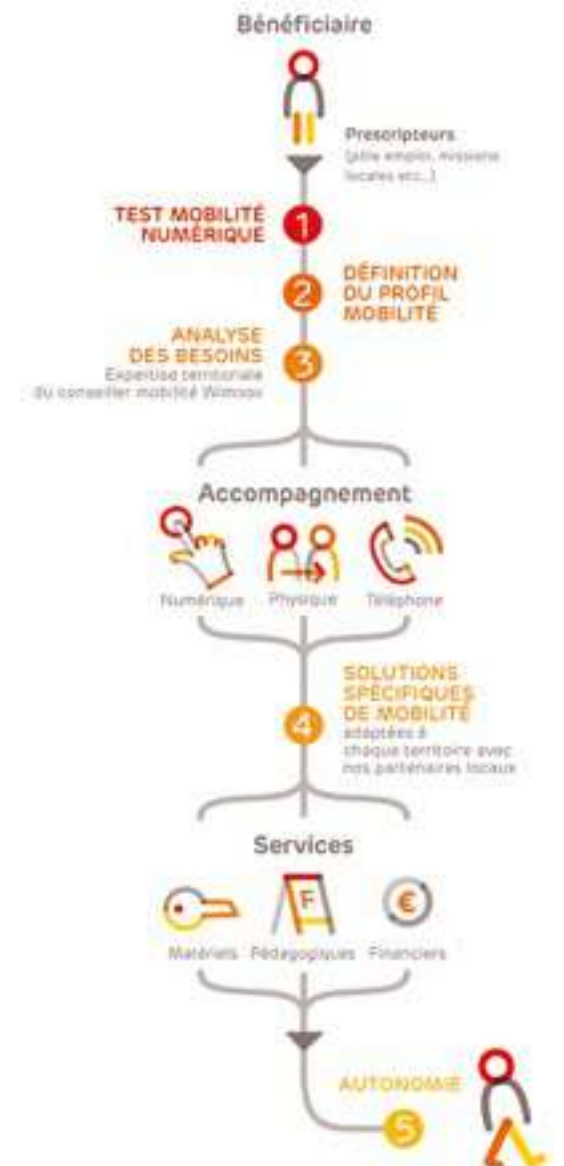 Bénéficiaire
Prescripteurs
(pôle emploi, missions
locales etc...)
1
TEST MOBILITÉ
NUMÉRIQUE
2
DÉFINITION
DU PROFIL
MOBILITÉ
ANALYSE
DES BESOINS
3
Expertise territoriale
du conseiller mobilité Wimoov
Accompagnement
Numérique Physique Téléphone
SOLUTIONS
SPÉCIFIQUES
DE MOBILITÉ
4
adaptées à
chaque territoire avec
nos partenaires locaux
Services
F €
Matériels Pédagogiques Financiers
AUTONOMIE
5